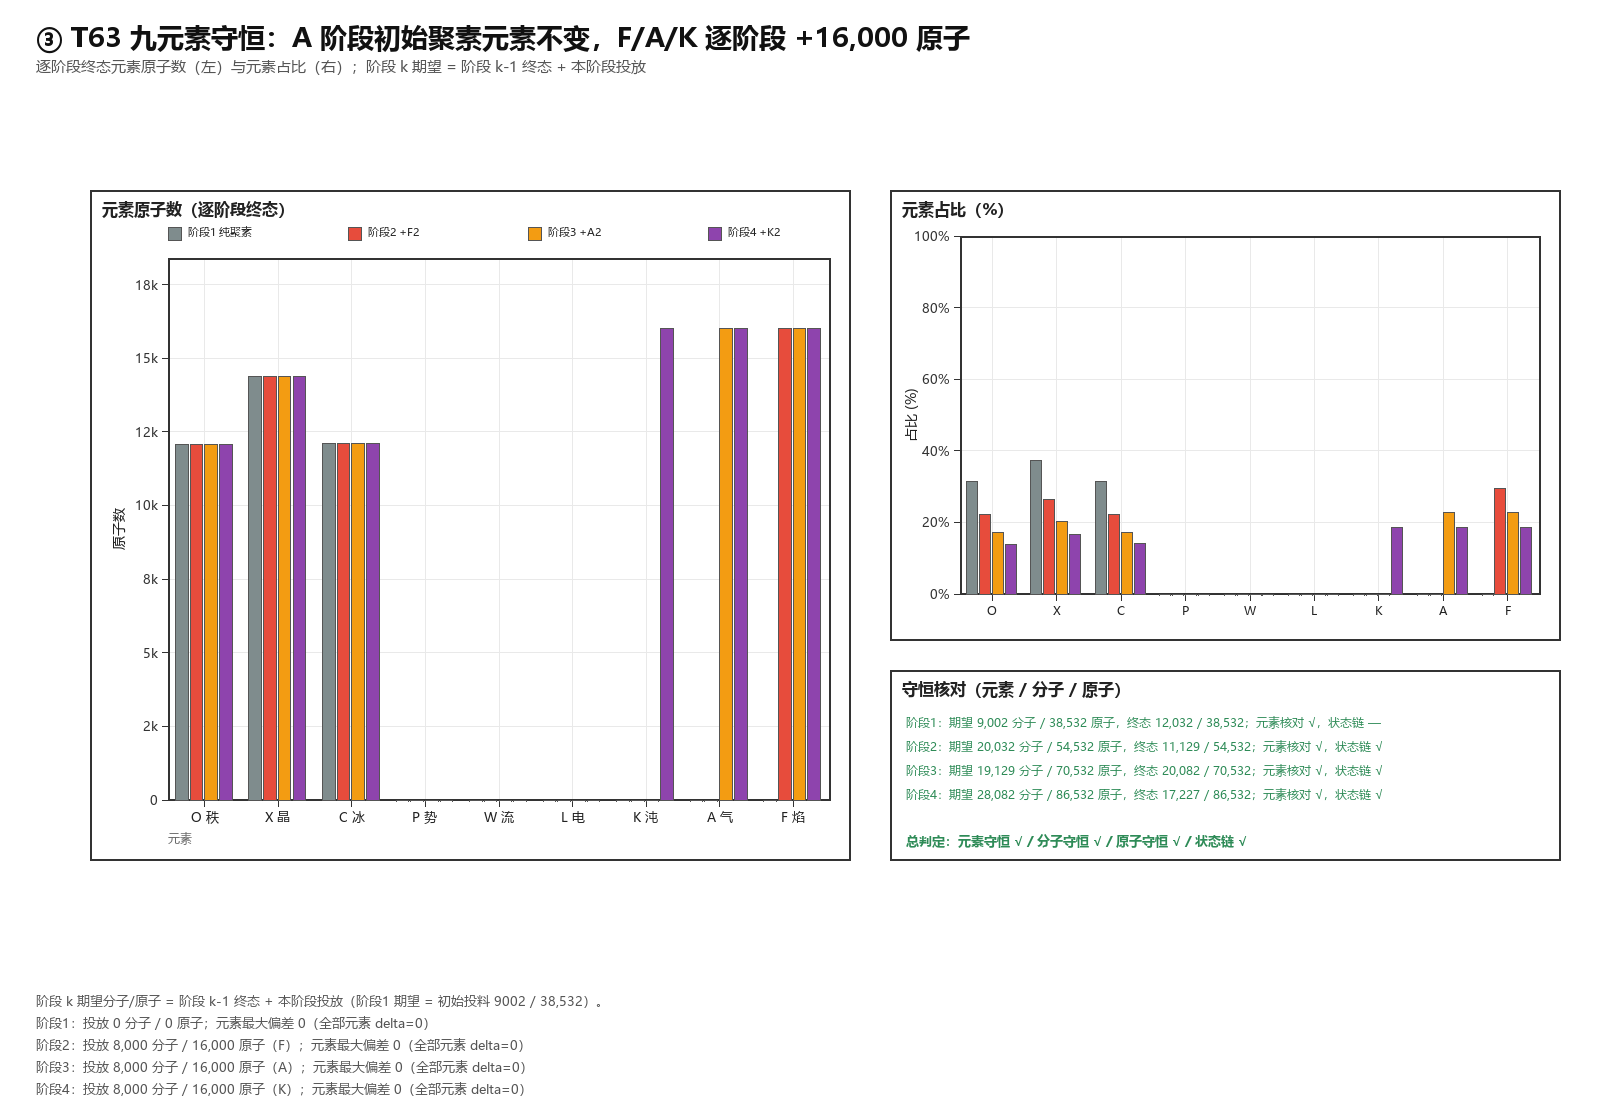 ③ T63 九元素守恒：A 阶段初始聚素元素不变，F/A/K 逐阶段 +16,000 原子
逐阶段终态元素原子数（左）与元素占比（右）；阶段 k 期望 = 阶段 k-1 终态 + 本阶段投放
元素原子数（逐阶段终态）
阶段1 纯聚素
阶段2 +F2
阶段3 +A2
阶段4 +K2
18k
15k
12k
10k
8k
5k
2k
0
原子数
O 秩
X 晶
C 冰
P 势
W 流
L 电
K 沌
A 气
F 焰
元素
元素占比（%）
100%
80%
60%
40%
20%
0%
占比 (%)
O
X
C
P
W
L
K
A
F
守恒核对（元素 / 分子 / 原子）
阶段1：期望 9,002 分子 / 38,532 原子，终态 12,032 / 38,532；元素核对 √，状态链 —
阶段2：期望 20,032 分子 / 54,532 原子，终态 11,129 / 54,532；元素核对 √，状态链 √
阶段3：期望 19,129 分子 / 70,532 原子，终态 20,082 / 70,532；元素核对 √，状态链 √
阶段4：期望 28,082 分子 / 86,532 原子，终态 17,227 / 86,532；元素核对 √，状态链 √
总判定：元素守恒 √ / 分子守恒 √ / 原子守恒 √ / 状态链 √
阶段 k 期望分子/原子 = 阶段 k-1 终态 + 本阶段投放（阶段1 期望 = 初始投料 9002 / 38,532）。
阶段1：投放 0 分子 / 0 原子；元素最大偏差 0（全部元素 delta=0）
阶段2：投放 8,000 分子 / 16,000 原子（F）；元素最大偏差 0（全部元素 delta=0）
阶段3：投放 8,000 分子 / 16,000 原子（A）；元素最大偏差 0（全部元素 delta=0）
阶段4：投放 8,000 分子 / 16,000 原子（K）；元素最大偏差 0（全部元素 delta=0）